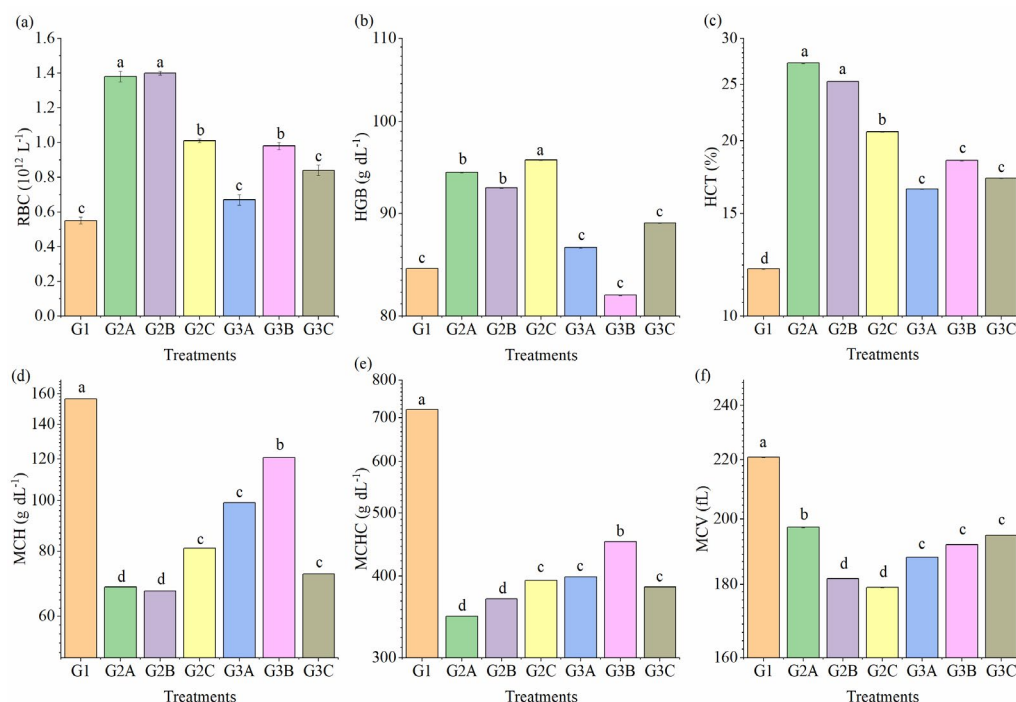 (a)
RBC (10¹² L⁻¹)
1.6
1.4
1.2
1.0
0.8
0.6
0.4
0.2
0.0
c
a
a
b
c
b
c
G1 G2A G2B G2C G3A G3B G3C
Treatments
(b)
HGB (g dL⁻¹)
110
100
90
80
c
b
b
a
c
c
c
G1 G2A G2B G2C G3A G3B G3C
Treatments
(c)
HCT (%)
30
25
20
15
10
d
a
a
b
c
c
c
G1 G2A G2B G2C G3A G3B G3C
Treatments
(d)
MCH (g dL⁻¹)
160
140
120
100
80
60
a
d
d
c
c
b
c
G1 G2A G2B G2C G3A G3B G3C
Treatments
(e)
MCHC (g dL⁻¹)
800
700
600
500
400
300
a
d
d
c
c
b
c
G1 G2A G2B G2C G3A G3B G3C
Treatments
(f)
MCV (fL)
240
220
200
180
160
a
b
d
d
c
c
c
G1 G2A G2B G2C G3A G3B G3C
Treatments